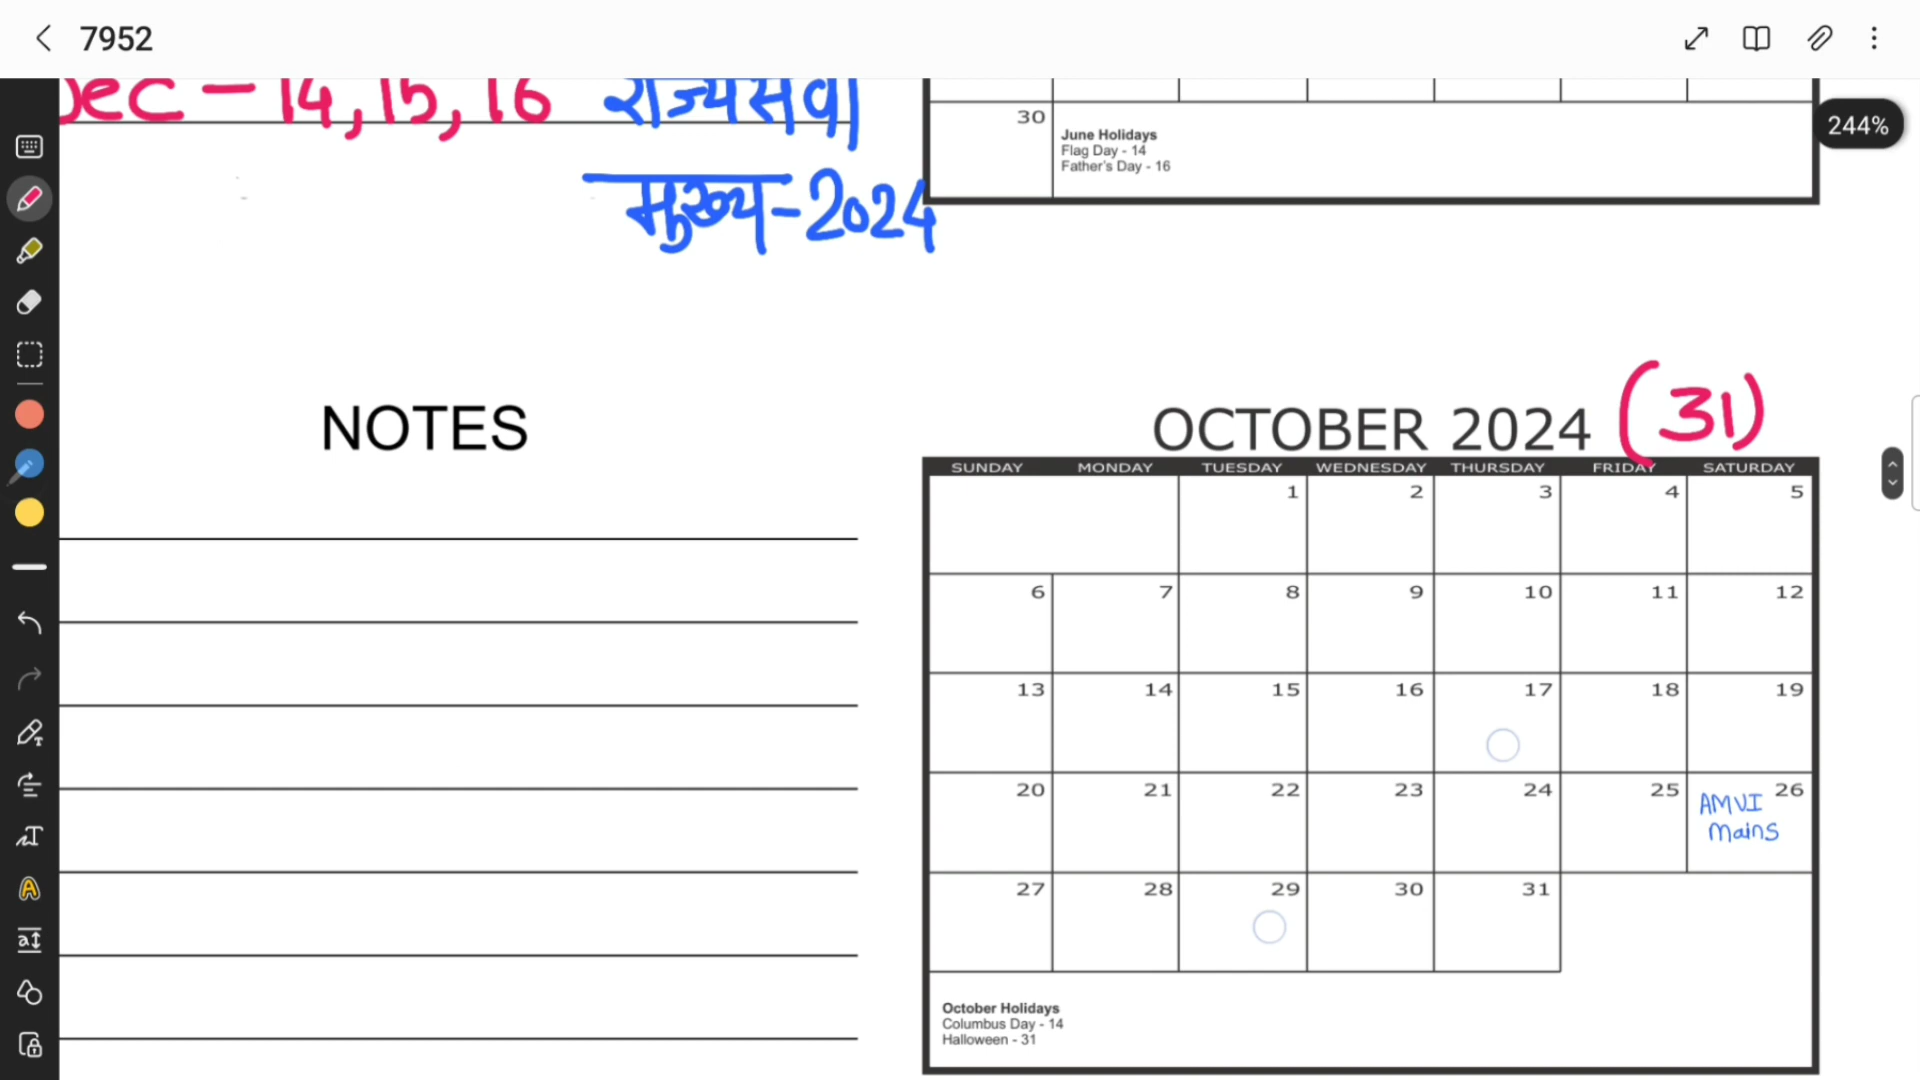 7952
Dec - 14, 15, 16 राज्यसेवा
मुख्य - 2024
30
June Holidays
Flag Day - 14
Father's Day - 16
244%
NOTES
OCTOBER 2024 (31)
SUNDAY MONDAY TUESDAY WEDNESDAY THURSDAY FRIDAY SATURDAY
1 2 3 4 5
6 7 8 9 10 11 12
13 14 15 16 17 18 19
20 21 22 23 24 25 26
AMVI
Mains
27 28 29 30 31
October Holidays
Columbus Day - 14
Halloween - 31